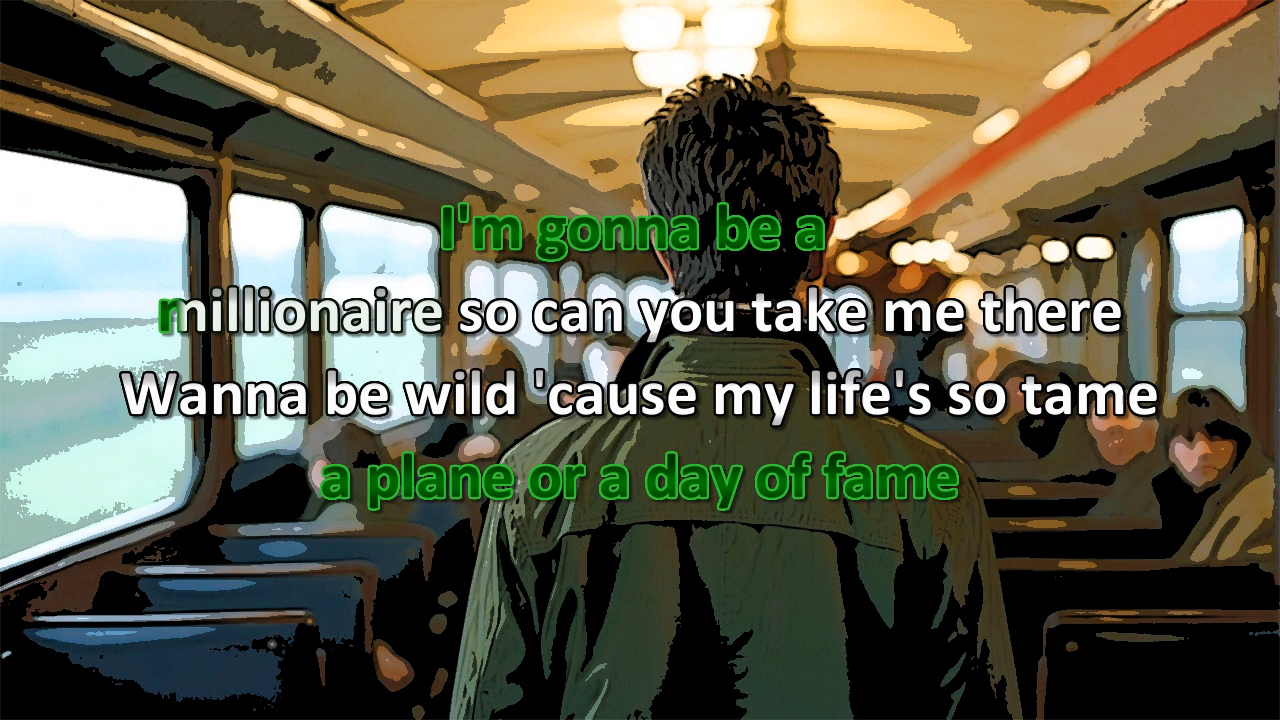 I'm gonna be a
millionaire so can you take me there
Wanna be wild 'cause my life's so tame
a plane or a day of fame